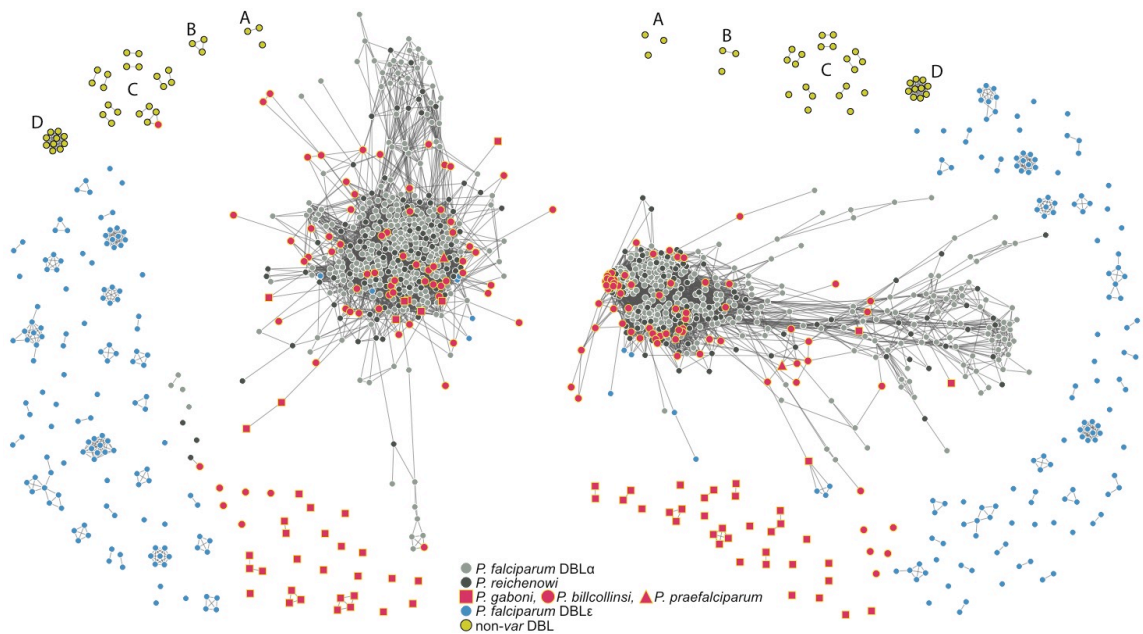 A
B
C
D
A
B
C
D
P. falciparum DBLα
P. reichenowi
P. gaboni, P. billcollinsi, P. praefalciparum
P. falciparum DBLε
non-var DBL